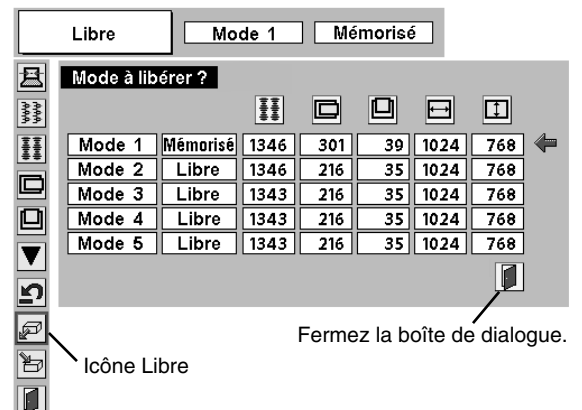 Libre Mode 1 Mémorisé
Mode à libérer ?
Mode 1 Mémorisé 1346 301 39 1024 768
Mode 2 Libre 1346 216 35 1024 768
Mode 3 Libre 1343 216 35 1024 768
Mode 4 Libre 1343 216 35 1024 768
Mode 5 Libre 1343 216 35 1024 768
Fermez la boîte de dialogue.
Icône Libre